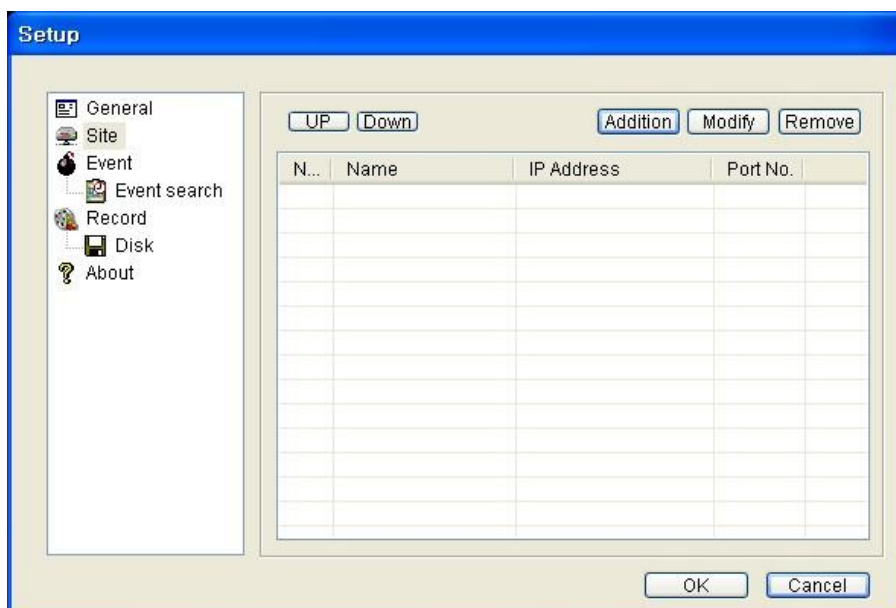 Setup
General
Site
Event
Event search
Record
Disk
About
UP Down Addition Modify Remove
N... Name IP Address Port No.
OK Cancel